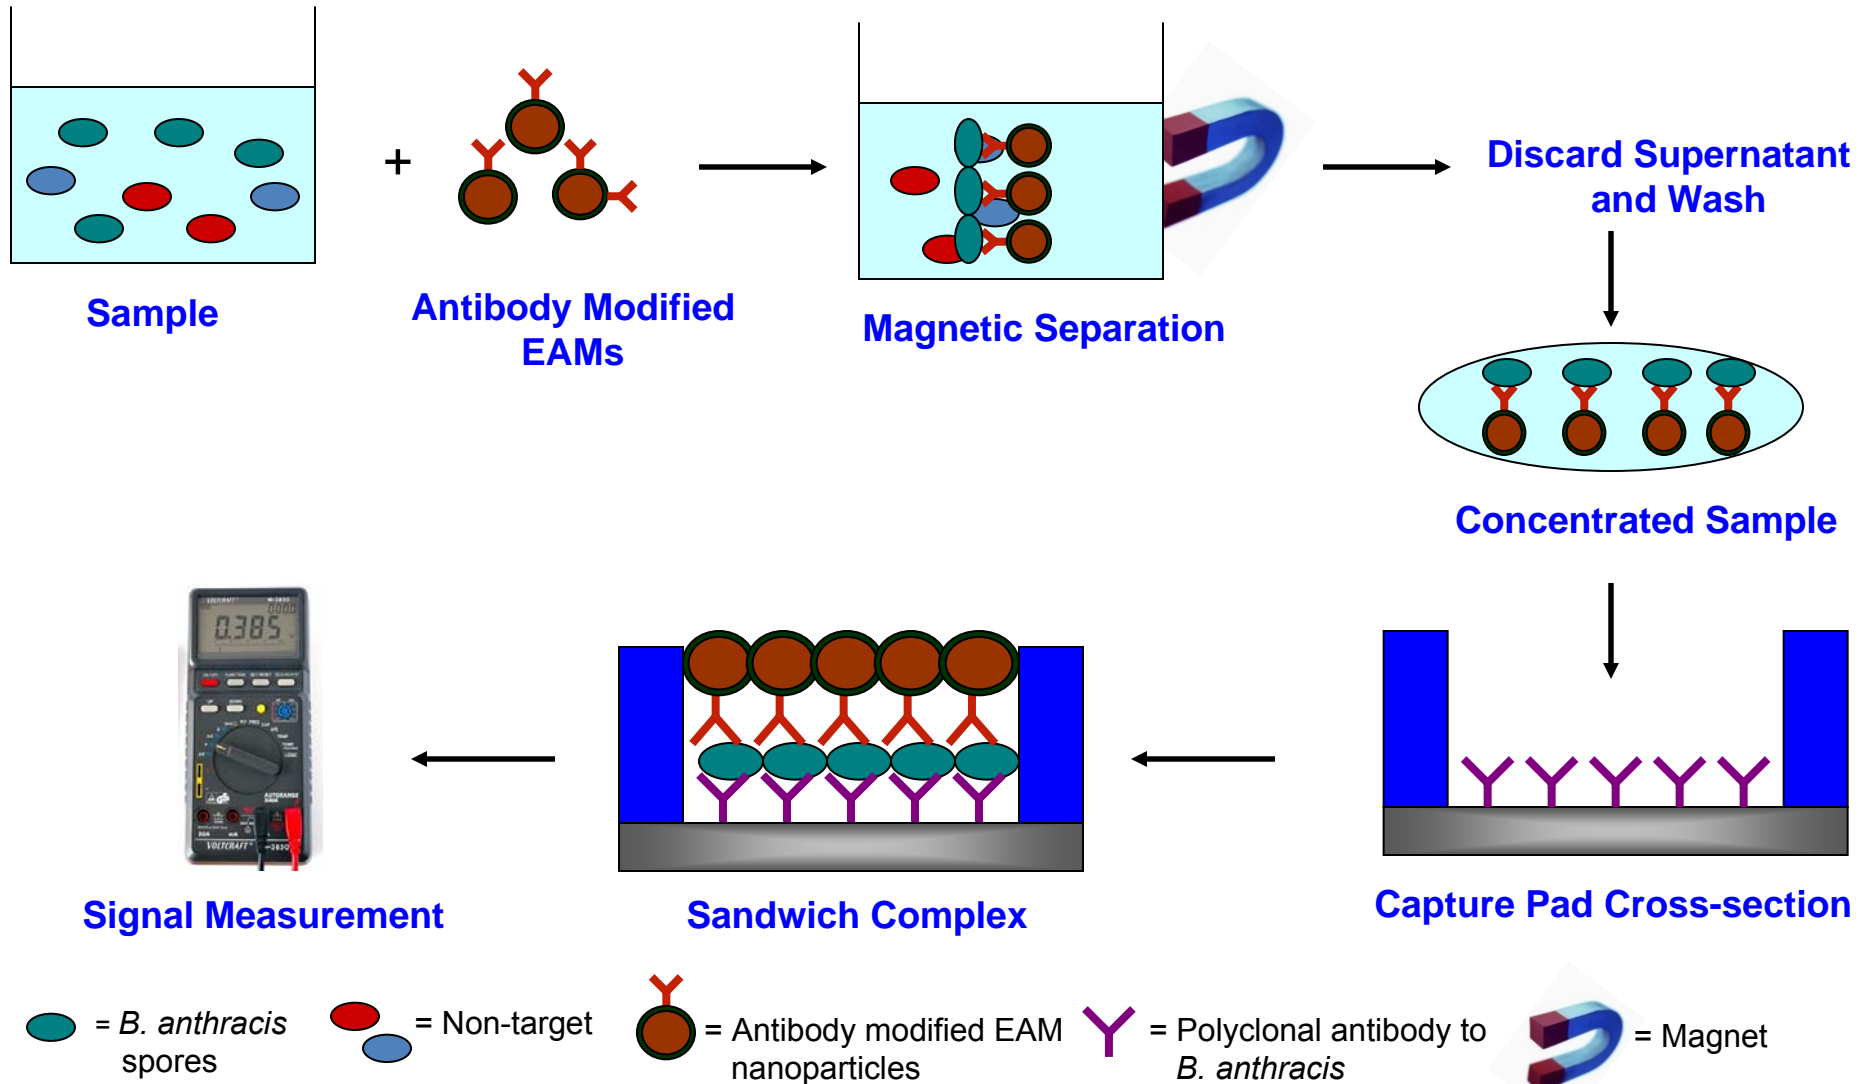 Sample
+
Antibody Modified
EAMs
Magnetic Separation
Discard Supernatant
and Wash
Concentrated Sample
Capture Pad Cross-section
Sandwich Complex
0.385
VOLTCRAFT
Signal Measurement
= B. anthracis
spores
= Non-target
= Antibody modified EAM
nanoparticles
= Polyclonal antibody to
B. anthracis
= Magnet